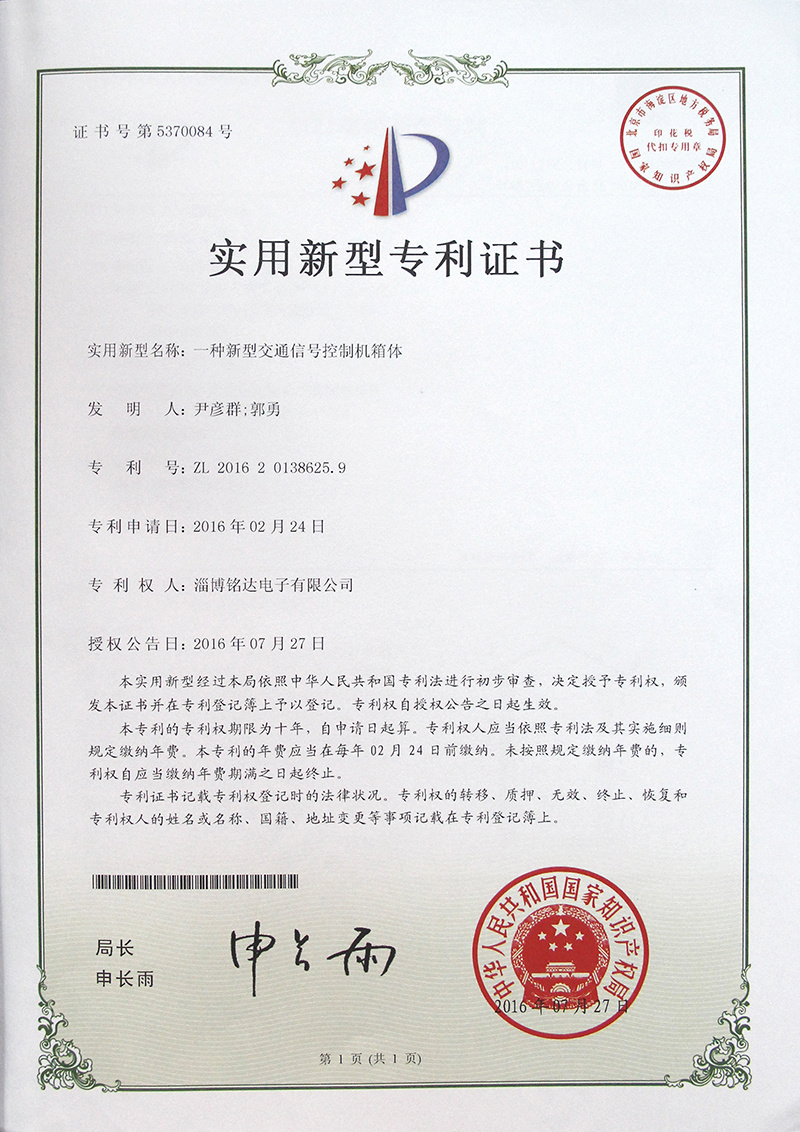 证书号第5370084号
北京市海淀区地方税务局
印花税
代扣专用章
国家知识产权局
实用新型专利证书
实用新型名称：一种新型交通信号控制机箱体
发明人：尹彦群;郭勇
专利号：ZL 2016 2 0138625.9
专利申请日：2016年02月24日
专利权人：淄博铭达电子有限公司
授权公告日：2016年07月27日
本实用新型经过本局依照中华人民共和国专利法进行初步审查，决定授予专利权，颁
发本证书并在专利登记簿上予以登记。专利权自授权公告之日起生效。
本专利的专利权期限为十年，自申请日起算。专利权人应当依照专利法及其实施细则
规定缴纳年费。本专利的年费应当在每年02月24日前缴纳。未按照规定缴纳年费的，专
利权自应当缴纳年费期满之日起终止。
专利证书记载专利权登记时的法律状况。专利权的转移、质押、无效、终止、恢复和
专利权人的姓名或名称、国籍、地址变更等事项记载在专利登记簿上。
局长
申长雨
申长雨
中华人民共和国国家知识产权局
2016年07月27日
第1页(共1页)